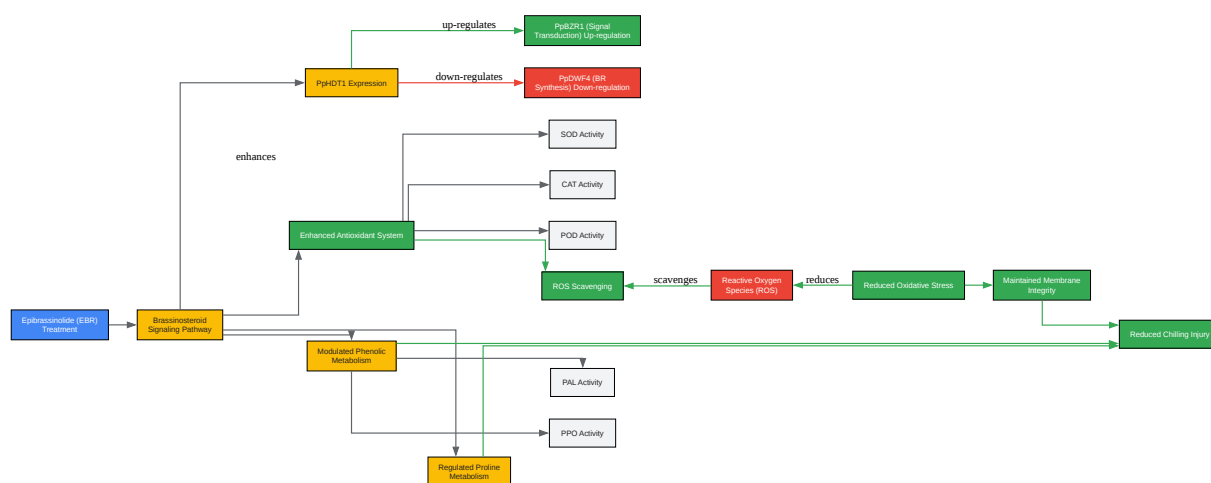 up-regulates
PpBZR1 (Signal
Transduction) Up-regulation
PpHDT1 Expression
down-regulates
PpDWF4 (BR
Synthesis) Down-regulation
SOD Activity
enhances
CAT Activity
Enhanced Antioxidant System
POD Activity
ROS Scavenging
scavenges
Reactive Oxygen
Species (ROS)
reduces
Reduced Oxidative Stress
Maintained Membrane
Integrity
Epibrassinolide (EBR)
Treatment
Brassinosteroid
Signaling Pathway
Reduced Chilling Injury
Modulated Phenolic
Metabolism
PAL Activity
PPO Activity
Regulated Proline
Metabolism